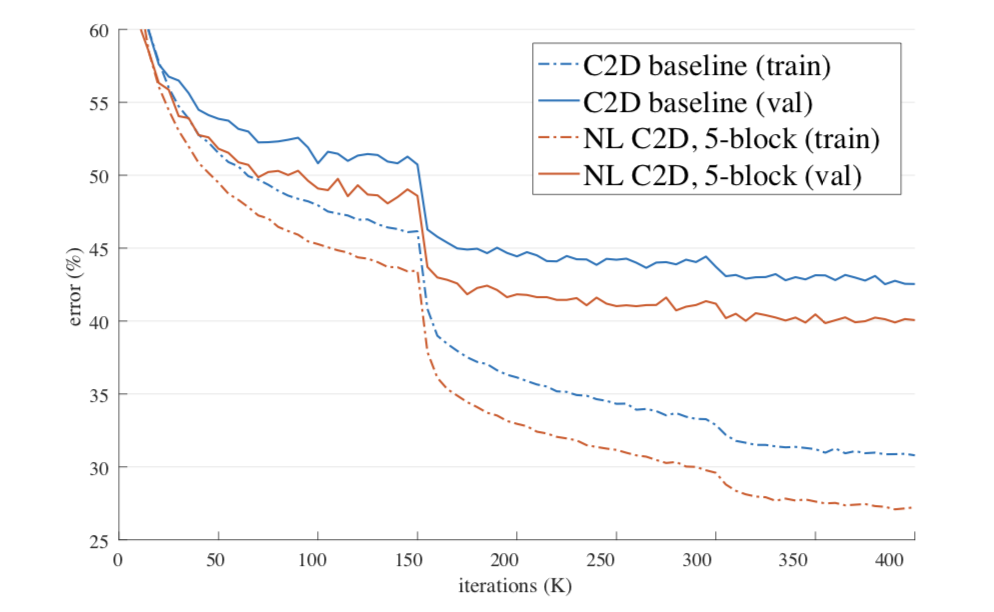 60
55
50
45
40
35
30
25
error (%)
C2D baseline (train)
C2D baseline (val)
NL C2D, 5-block (train)
NL C2D, 5-block (val)
0 50 100 150 200 250 300 350 400
iterations (K)